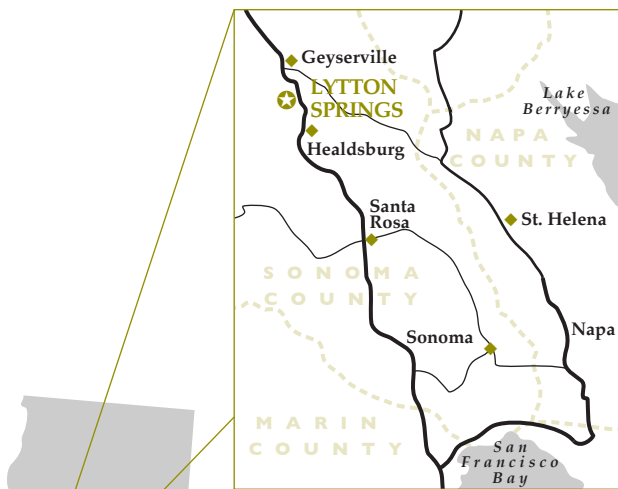 Geyserville
LYTTON
SPRINGS
Lake
Berryessa
NAPA
COUNTY
Healdsburg
Santa
Rosa
St. Helena
SONOMA
COUNTY
Sonoma
Napa
MARIN
COUNTY
San
Francisco
Bay